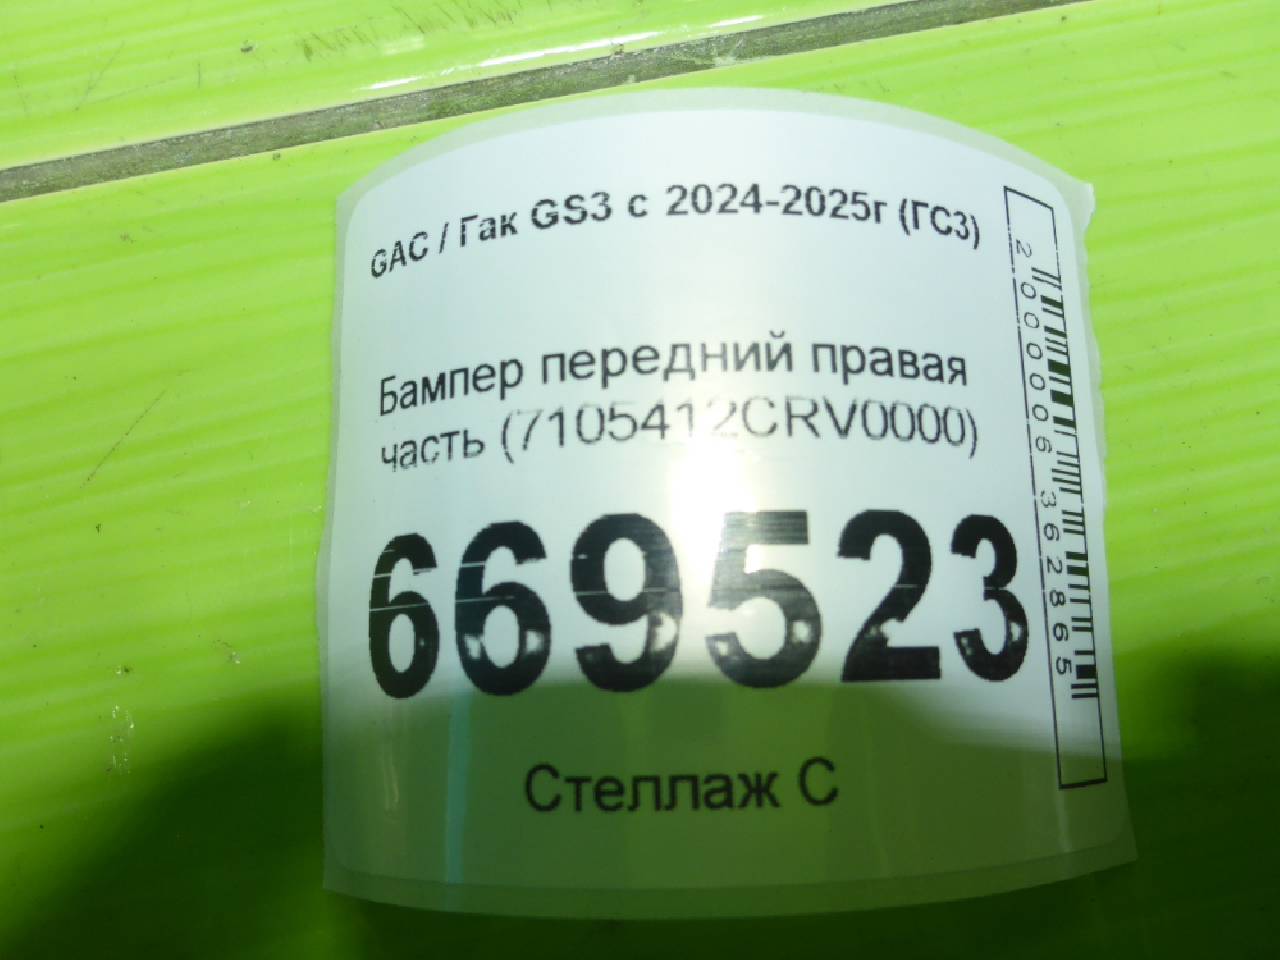 GAC / Гак GS3 с 2024-2025г (ГС3)
Бампер передний правая
часть (7105412CRV0000)
669523
Стеллаж С
2000006362865